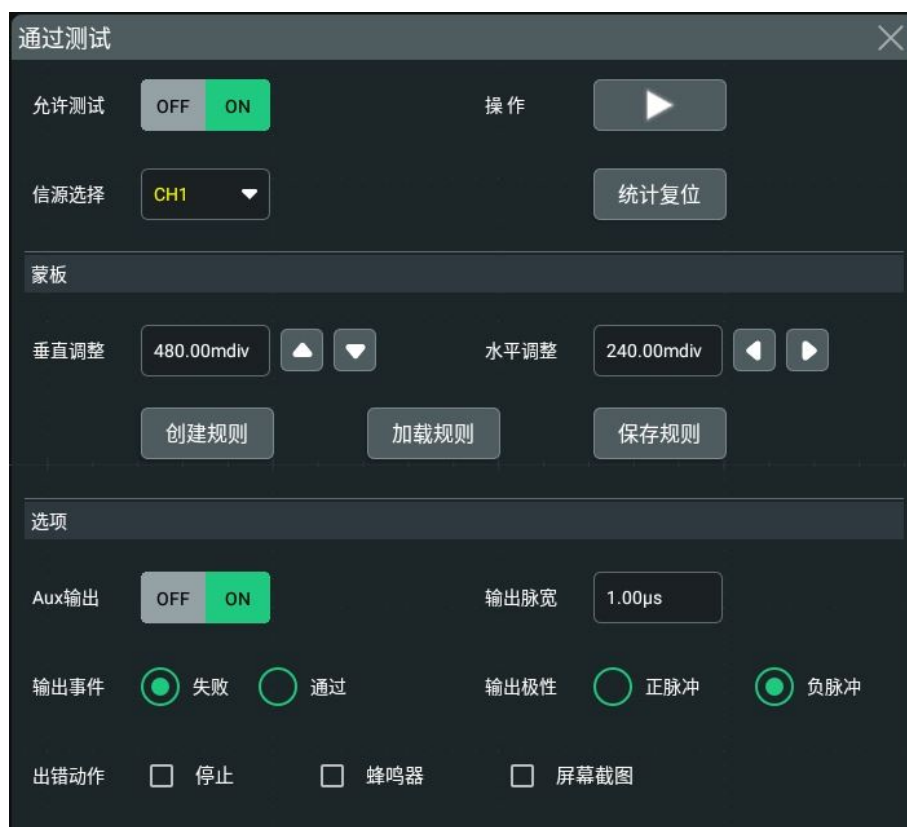 通过测试
允许测试 OFF ON 操作
信源选择 CH1 统计复位
蒙板
垂直调整 480.00mdiv 水平调整 240.00mdiv
创建规则 加载规则 保存规则
选项
Aux输出 OFF ON 输出脉宽 1.00µs
输出事件 失败 通过 输出极性 正脉冲 负脉冲
出错动作 停止 蜂鸣器 屏幕截图